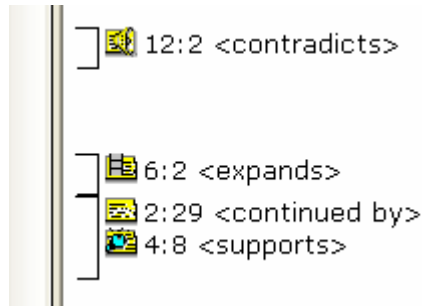 12:2 <contradicts>
6:2 <expands>
2:29 <continued by>
4:8 <supports>